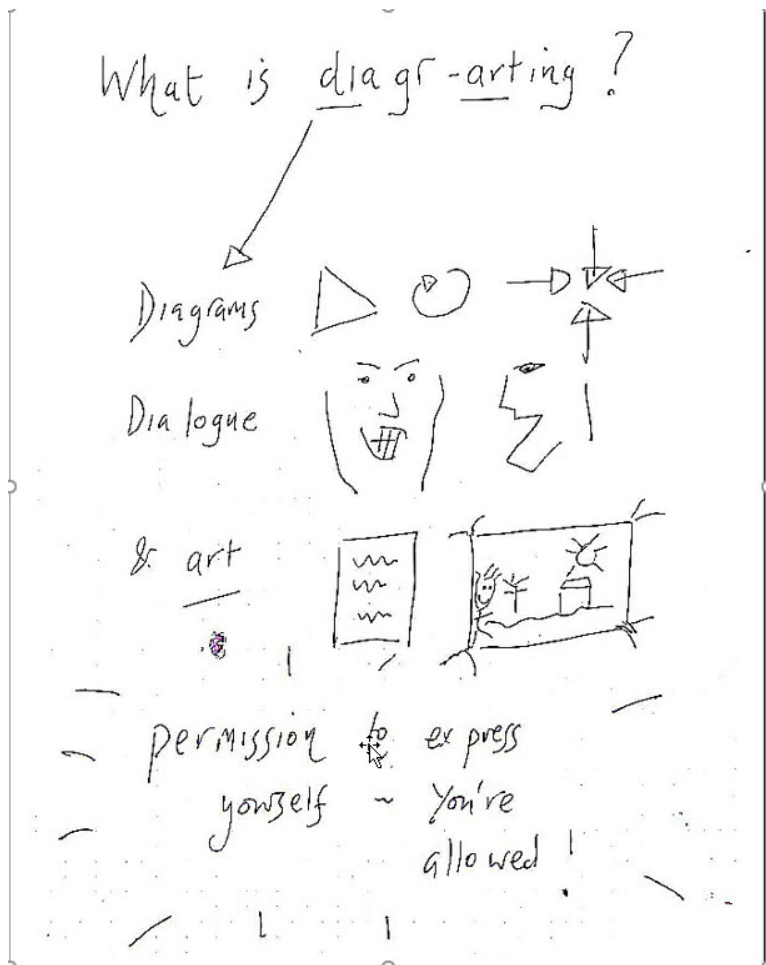 What is diagr-arting?
Diagrams
Dialogue
& art
permission to express
yourself ~ You're
allowed!